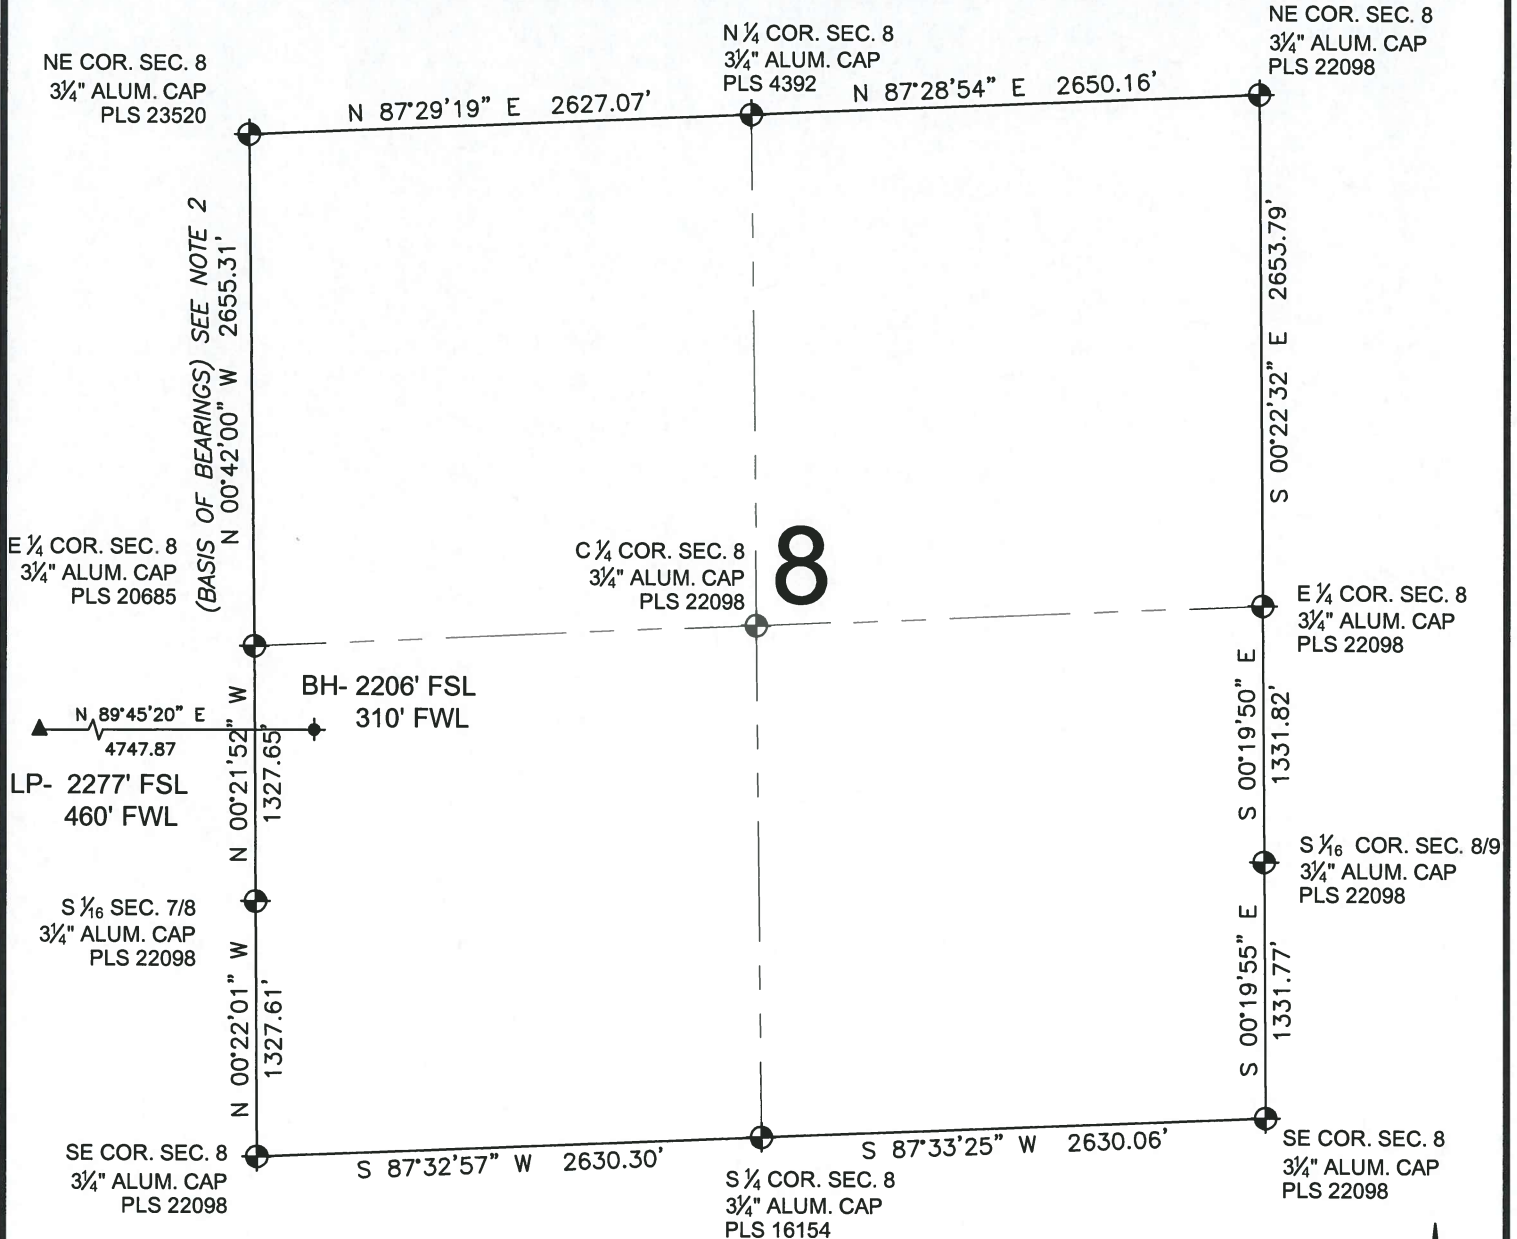 NE COR. SEC. 8
3¼" ALUM. CAP
PLS 23520
N ¼ COR. SEC. 8
3¼" ALUM. CAP
PLS 4392
NE COR. SEC. 8
3¼" ALUM. CAP
PLS 22098
N 87°29'19" E 2627.07'
N 87°28'54" E 2650.16'
(BASIS OF BEARINGS) SEE NOTE 2
N 00°42'00" W 2655.31'
S 00°22'32" E 2653.79'
E ¼ COR. SEC. 8
3¼" ALUM. CAP
PLS 20685
C ¼ COR. SEC. 8
3¼" ALUM. CAP
PLS 22098
8
E ¼ COR. SEC. 8
3¼" ALUM. CAP
PLS 22098
BH- 2206' FSL
310' FWL
N 89°45'20" E
4747.87
LP- 2277' FSL
460' FWL
N 00°21'52" W
1327.65'
S 00°19'50" E
1331.82'
S 1⁄16 COR. SEC. 8/9
3¼" ALUM. CAP
PLS 22098
S 1⁄16 SEC. 7/8
3¼" ALUM. CAP
PLS 22098
N 00°22'01" W
1327.61'
S 00°19'55" E
1331.77'
SE COR. SEC. 8
3¼" ALUM. CAP
PLS 22098
S 87°32'57" W 2630.30'
S 87°33'25" W 2630.06'
S ¼ COR. SEC. 8
3¼" ALUM. CAP
PLS 16154
SE COR. SEC. 8
3¼" ALUM. CAP
PLS 22098